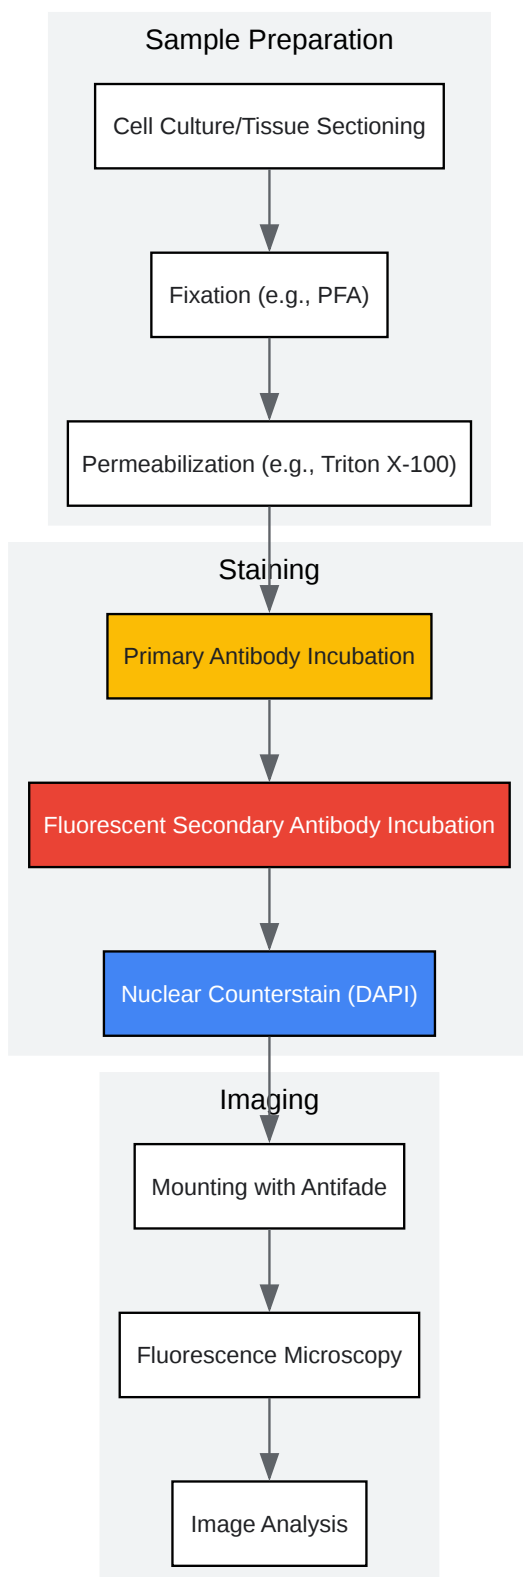 Sample Preparation
Cell Culture/Tissue Sectioning
Fixation (e.g., PFA)
Permeabilization (e.g., Triton X-100)
Staining
Primary Antibody Incubation
Fluorescent Secondary Antibody Incubation
Nuclear Counterstain (DAPI)
Imaging
Mounting with Antifade
Fluorescence Microscopy
Image Analysis